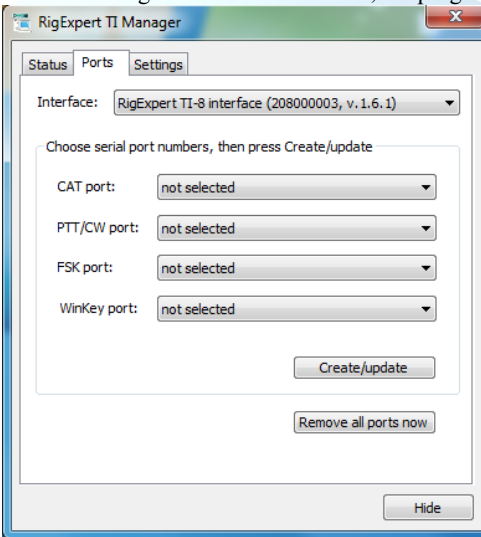 RigExpert TI Manager
Status Ports Settings
Interface: RigExpert TI-8 interface (208000003, v.1.6.1)
Choose serial port numbers, then press Create/update
CAT port: not selected
PTT/CW port: not selected
FSK port: not selected
WinKey port: not selected
Create/update
Remove all ports now
Hide